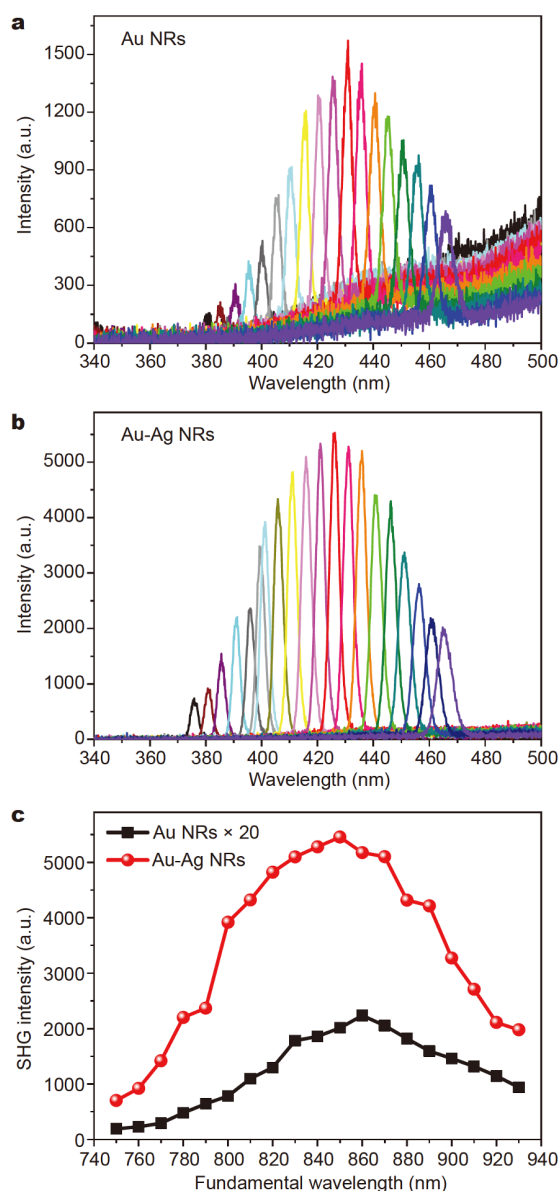 a
Au NRs
1500
1200
900
600
300
0
Intensity (a.u.)
340 360 380 400 420 440 460 480 500
Wavelength (nm)
b
Au-Ag NRs
5000
4000
3000
2000
1000
0
Intensity (a.u.)
340 360 380 400 420 440 460 480 500
Wavelength (nm)
c
Au NRs × 20
Au-Ag NRs
5000
4000
3000
2000
1000
0
SHG intensity (a.u.)
740 760 780 800 820 840 860 880 900 920 940
Fundamental wavelength (nm)